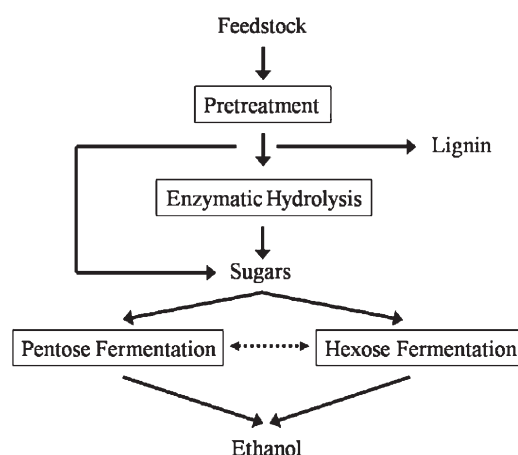 Feedstock
Pretreatment
Lignin
Enzymatic Hydrolysis
Sugars
Pentose Fermentation
Hexose Fermentation
Ethanol